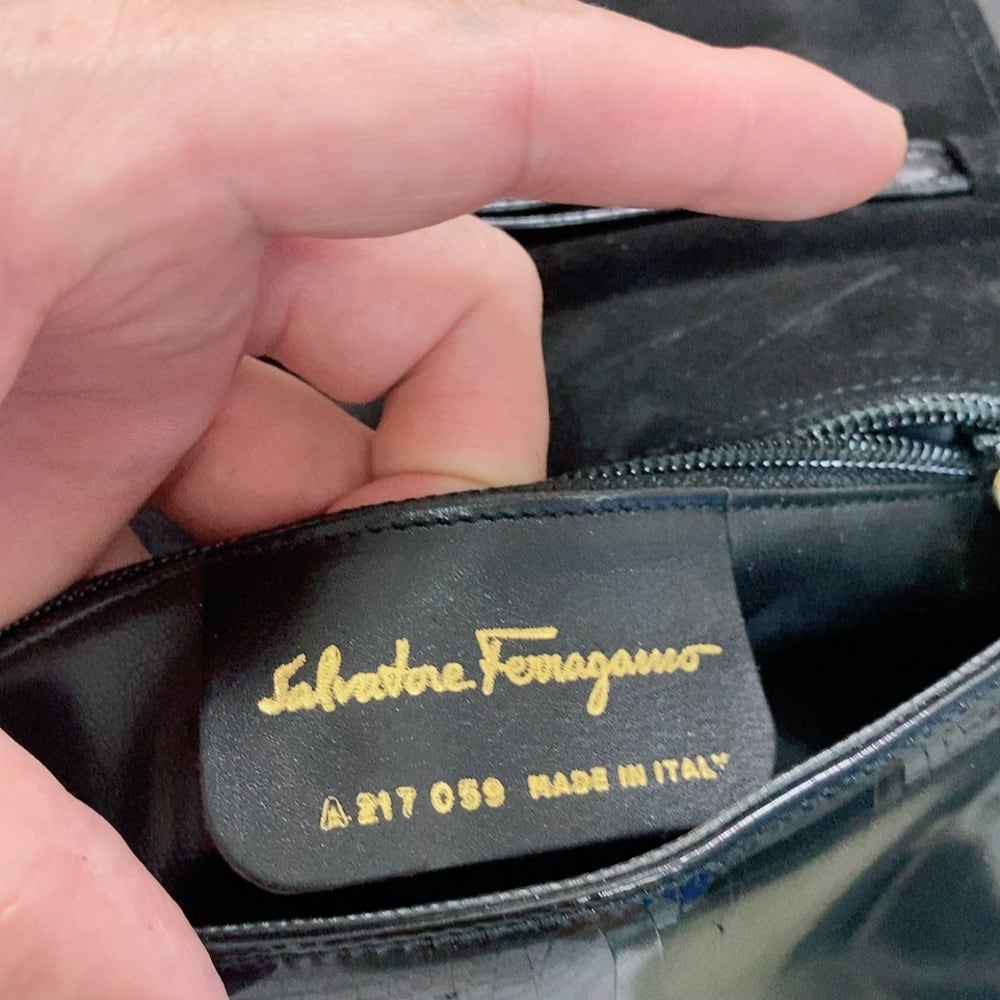 Salvatore Ferragamo
A 217 059 MADE IN ITALY